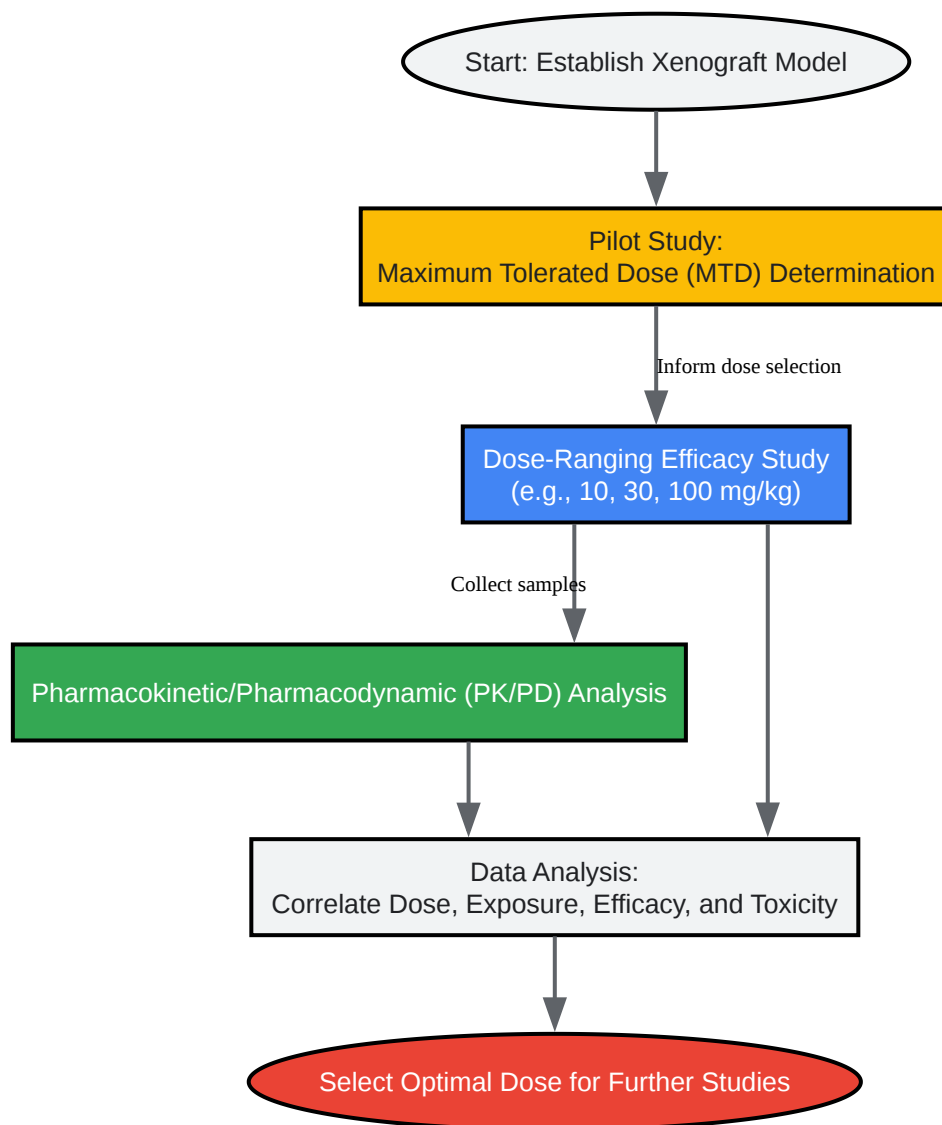 Start: Establish Xenograft Model
Pilot Study:
Maximum Tolerated Dose (MTD) Determination
Inform dose selection
Dose-Ranging Efficacy Study
(e.g., 10, 30, 100 mg/kg)
Collect samples
Pharmacokinetic/Pharmacodynamic (PK/PD) Analysis
Data Analysis:
Correlate Dose, Exposure, Efficacy, and Toxicity
Select Optimal Dose for Further Studies